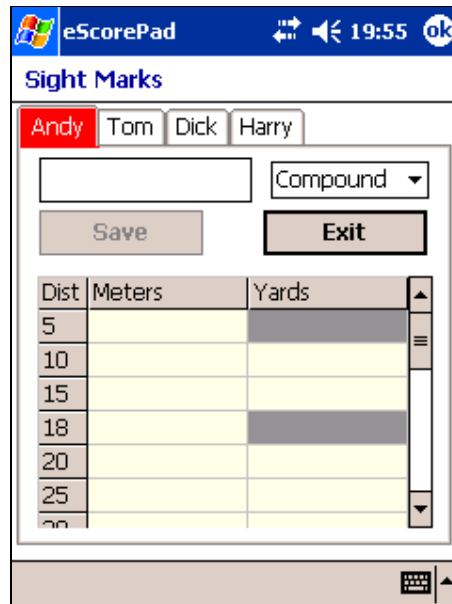 eScorePad 19:55 ok
Sight Marks
Andy Tom Dick Harry
Compound
Save Exit
Dist Meters Yards
5
10
15
18
20
25